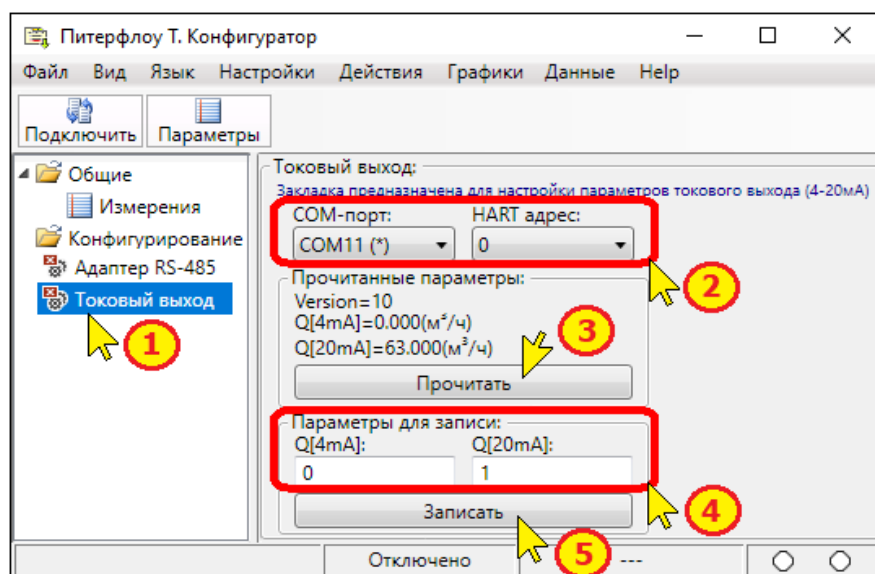 Питерфлоу Т. Конфигуратор
Файл Вид Язык Настройки Действия Графики Данные Help
Подключить Параметры
Общие
Измерения
Конфигурирование
Адаптер RS-485
Токовый выход
1
Токовый выход:
Закладка предназначена для настройки параметров токового выхода (4-20мА)
COM-порт: HART адрес:
COM11 (*) 0
2
Прочитанные параметры:
Version=10
Q[4mA]=0.000(м³/ч)
3
Q[20mA]=63.000(м³/ч)
Прочитать
Параметры для записи:
Q[4mA]: Q[20mA]:
0 1
4
Записать
5
Отключено ---